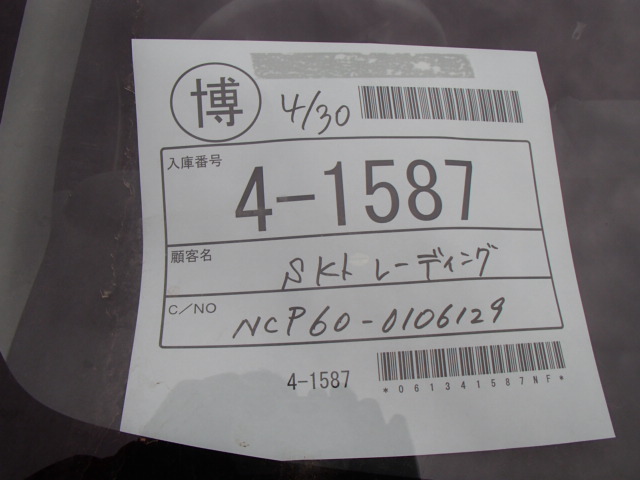 博 4/30
入庫番号
4-1587
顧客名 SKトレーディング
C/NO NCP60-0106129
4-1587
*061341587NF*